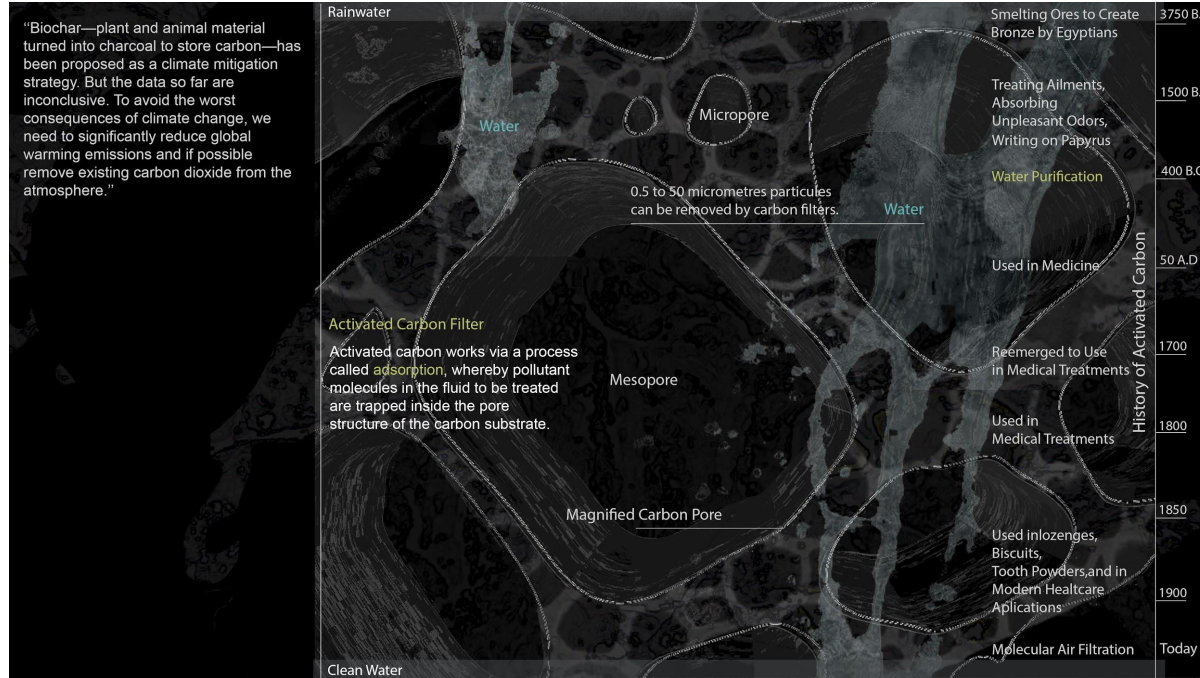 “Biochar—plant and animal material
turned into charcoal to store carbon—has
been proposed as a climate mitigation
strategy. But the data so far are
inconclusive. To avoid the worst
consequences of climate change, we
need to significantly reduce global
warming emissions and if possible
remove existing carbon dioxide from the
atmosphere.”
Rainwater
Water
Micropore
0.5 to 50 micrometres particules
can be removed by carbon filters.
Water
Activated Carbon Filter
Activated carbon works via a process
called adsorption, whereby pollutant
molecules in the fluid to be treated
are trapped inside the pore
structure of the carbon substrate.
Mesopore
Magnified Carbon Pore
Clean Water
History of Activated Carbon
Smelting Ores to Create
Bronze by Egyptians
3750 B.
Treating Ailments,
Absorbing
Unpleasant Odors,
Writing on Papyrus
1500 B.
Water Purification
400 B.C
Used in Medicine
50 A.D
Reemerged to Use
in Medical Treatments
1700
Used in
Medical Treatments
1800
1850
Used inlozenges,
Biscuits,
Tooth Powders,and in
Modern Healtcare
Aplications
1900
Molecular Air Filtration
Today